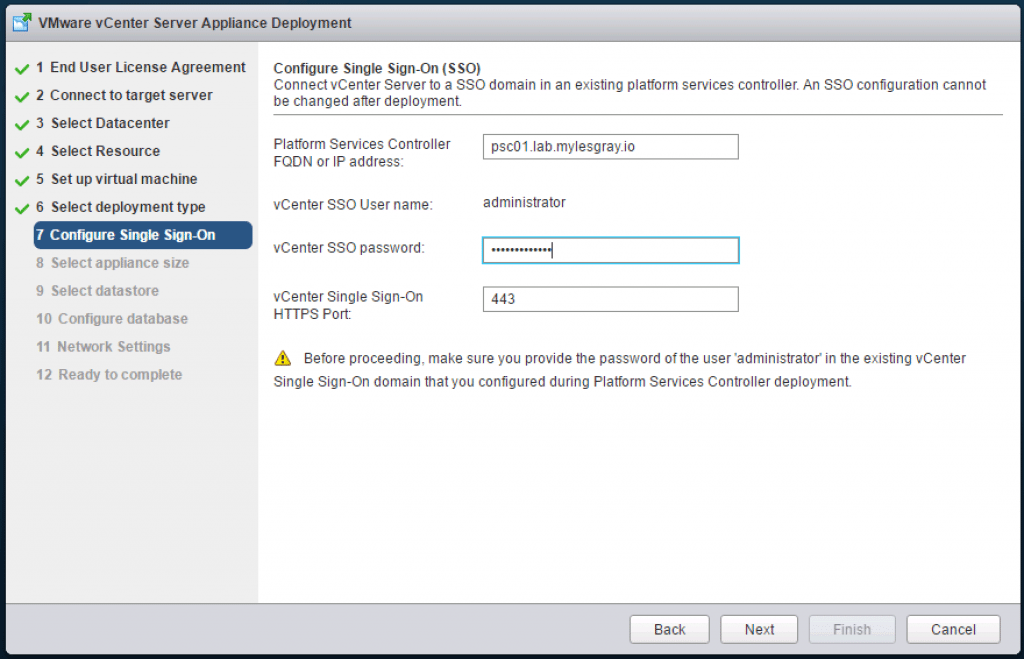 VMware vCenter Server Appliance Deployment
1 End User License Agreement
2 Connect to target server
3 Select Datacenter
4 Select Resource
5 Set up virtual machine
6 Select deployment type
7 Configure Single Sign-On
8 Select appliance size
9 Select datastore
10 Configure database
11 Network Settings
12 Ready to complete
Configure Single Sign-On (SSO)
Connect vCenter Server to a SSO domain in an existing platform services controller. An SSO configuration cannot
be changed after deployment.
Platform Services Controller
FQDN or IP address:
psc01.lab.mylesgray.io
vCenter SSO User name:
administrator
vCenter SSO password:
•••••••••••••
vCenter Single Sign-On
HTTPS Port:
443
Before proceeding, make sure you provide the password of the user 'administrator' in the existing vCenter
Single Sign-On domain that you configured during Platform Services Controller deployment.
Back
Next
Finish
Cancel